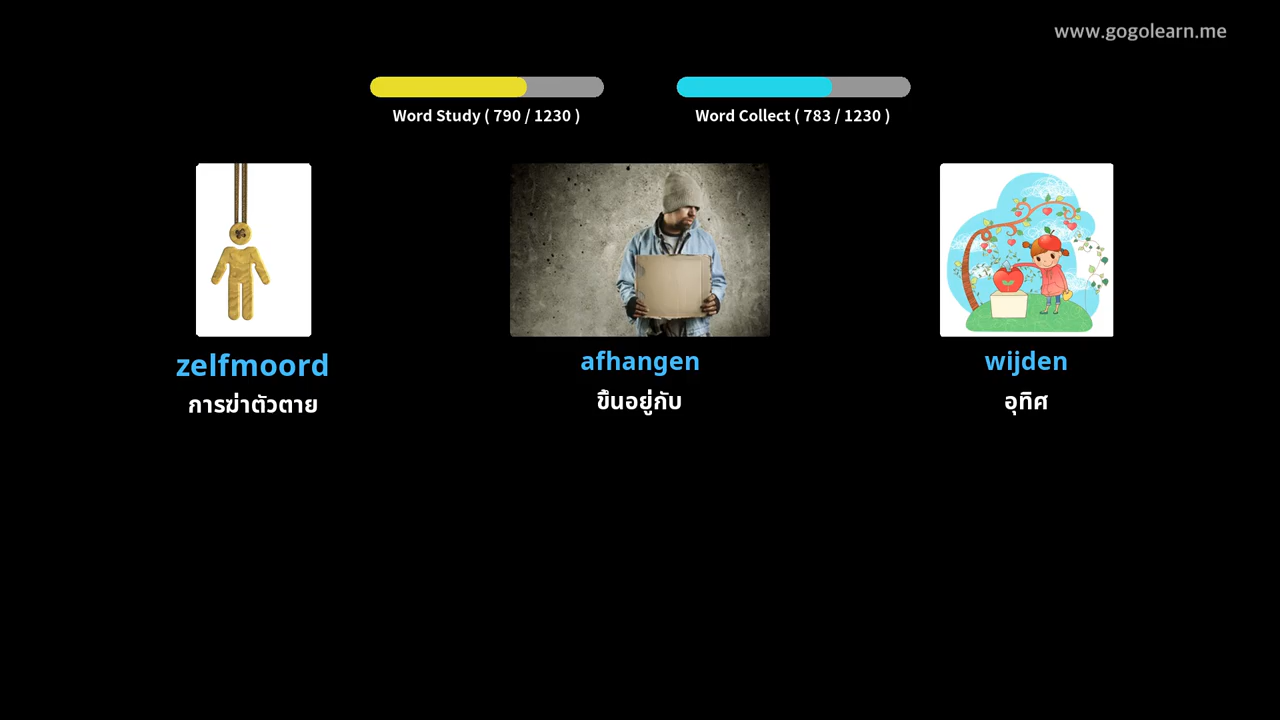 www.gogolearn.me
Word Study ( 790 / 1230 )
Word Collect ( 783 / 1230 )
zelfmoord
การฆ่าตัวตาย
afhangen
ขึ้นอยู่กับ
wijden
อุทิศ